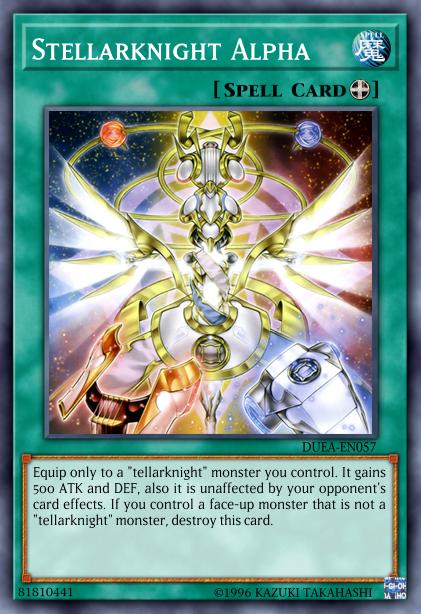 STELLARKNIGHT ALPHA
SPELL
魔
[SPELL CARD]
DUEA-EN057
Equip only to a "tellarknight" monster you control. It gains
500 ATK and DEF, also it is unaffected by your opponent's
card effects. If you control a face-up monster that is not a
"tellarknight" monster, destroy this card.
81810441
©1996 KAZUKI TAKAHASHI